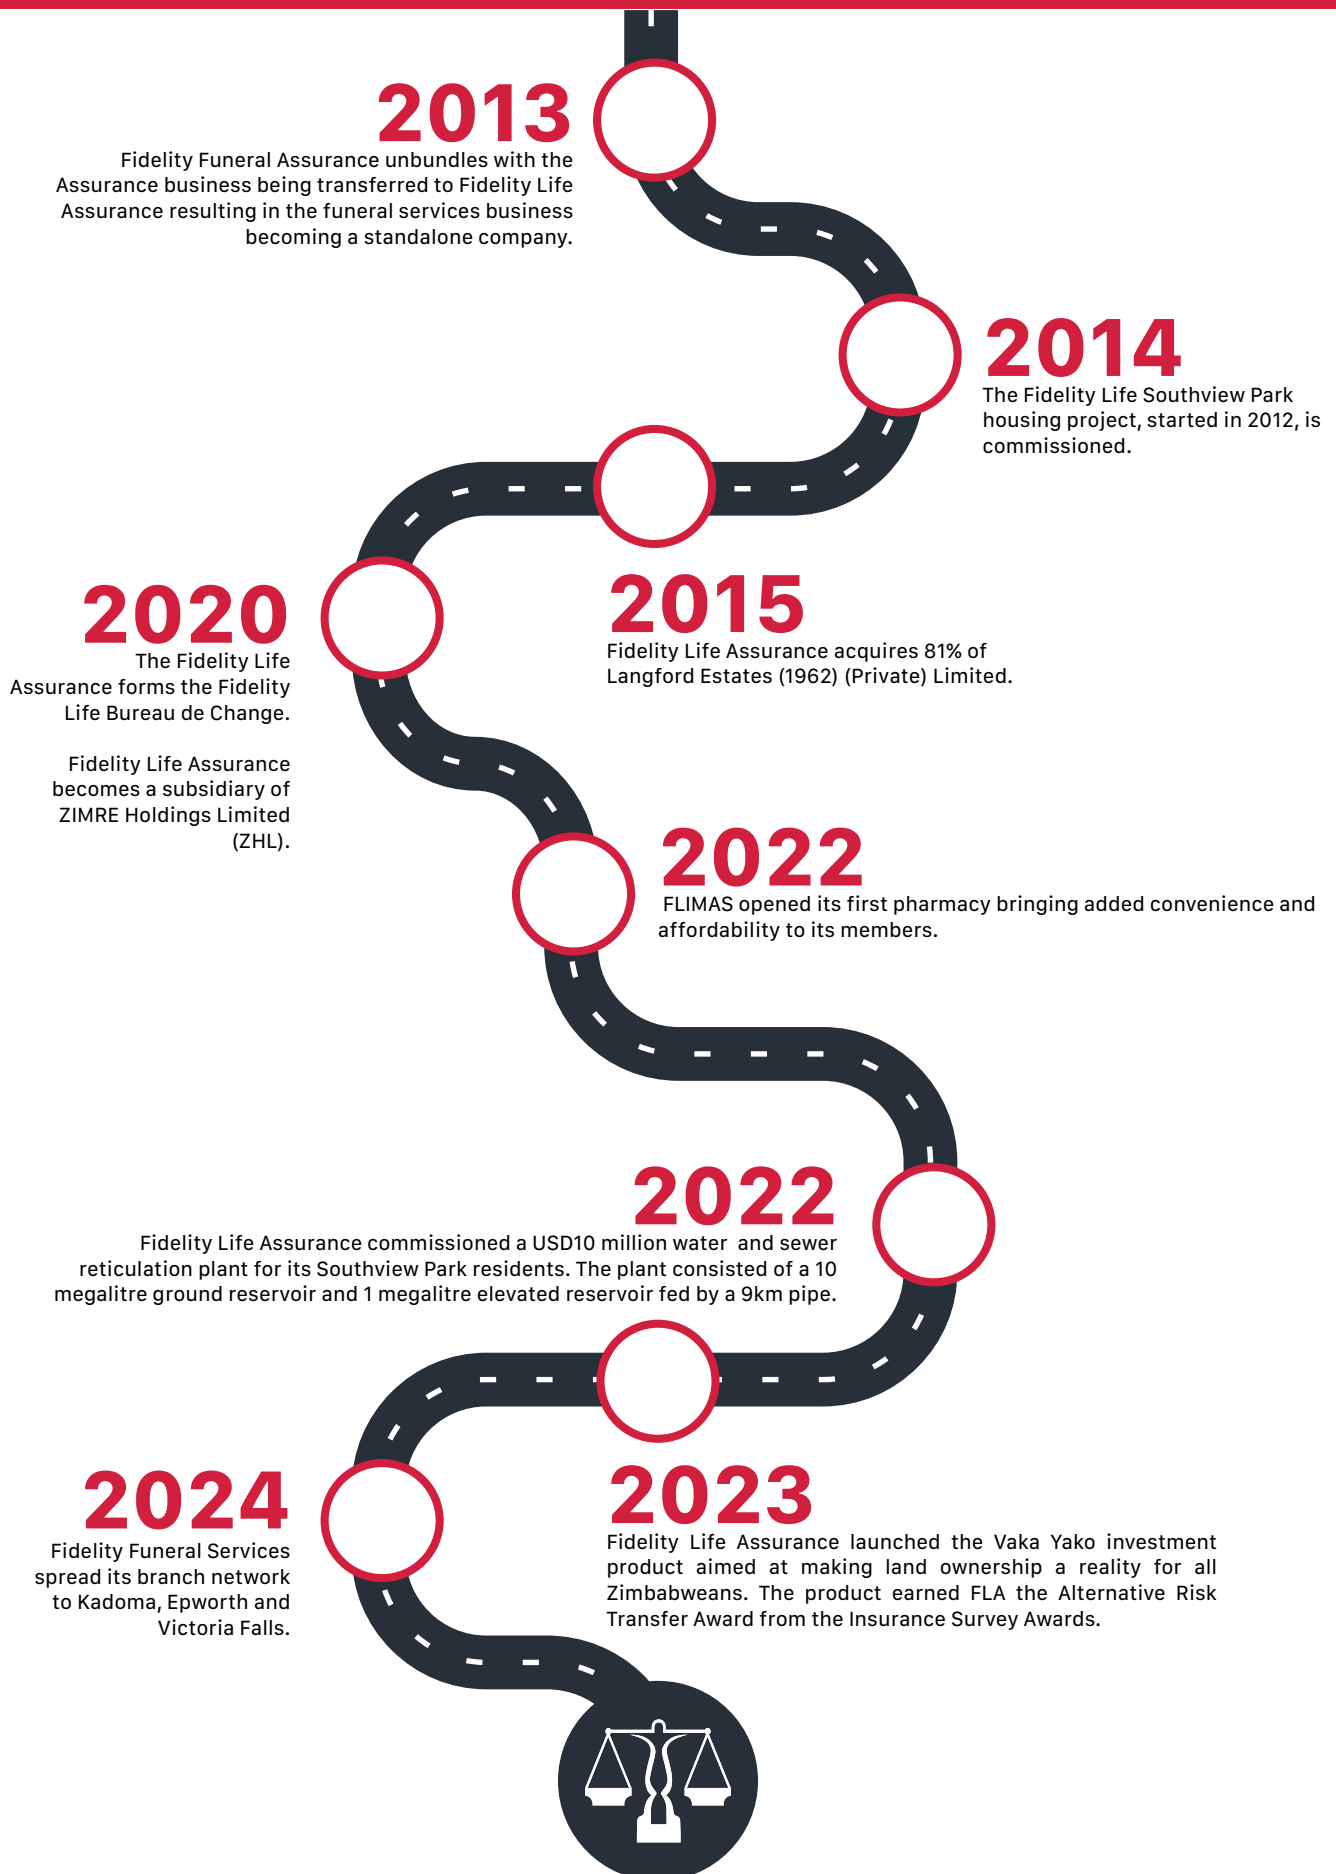 2013
Fidelity Funeral Assurance unbundles with the
Assurance business being transferred to Fidelity Life
Assurance resulting in the funeral services business
becoming a standalone company.
2014
The Fidelity Life Southview Park
housing project, started in 2012, is
commissioned.
2015
Fidelity Life Assurance acquires 81% of
Langford Estates (1962) (Private) Limited.
2020
The Fidelity Life
Assurance forms the Fidelity
Life Bureau de Change.
Fidelity Life Assurance
becomes a subsidiary of
ZIMRE Holdings Limited
(ZHL).
2022
FLIMAS opened its first pharmacy bringing added convenience and
affordability to its members.
2022
Fidelity Life Assurance commissioned a USD10 million water and sewer
reticulation plant for its Southview Park residents. The plant consisted of a 10
megalitre ground reservoir and 1 megalitre elevated reservoir fed by a 9km pipe.
2023
Fidelity Life Assurance launched the Vaka Yako investment
product aimed at making land ownership a reality for all
Zimbabweans. The product earned FLA the Alternative Risk
Transfer Award from the Insurance Survey Awards.
2024
Fidelity Funeral Services
spread its branch network
to Kadoma, Epworth and
Victoria Falls.